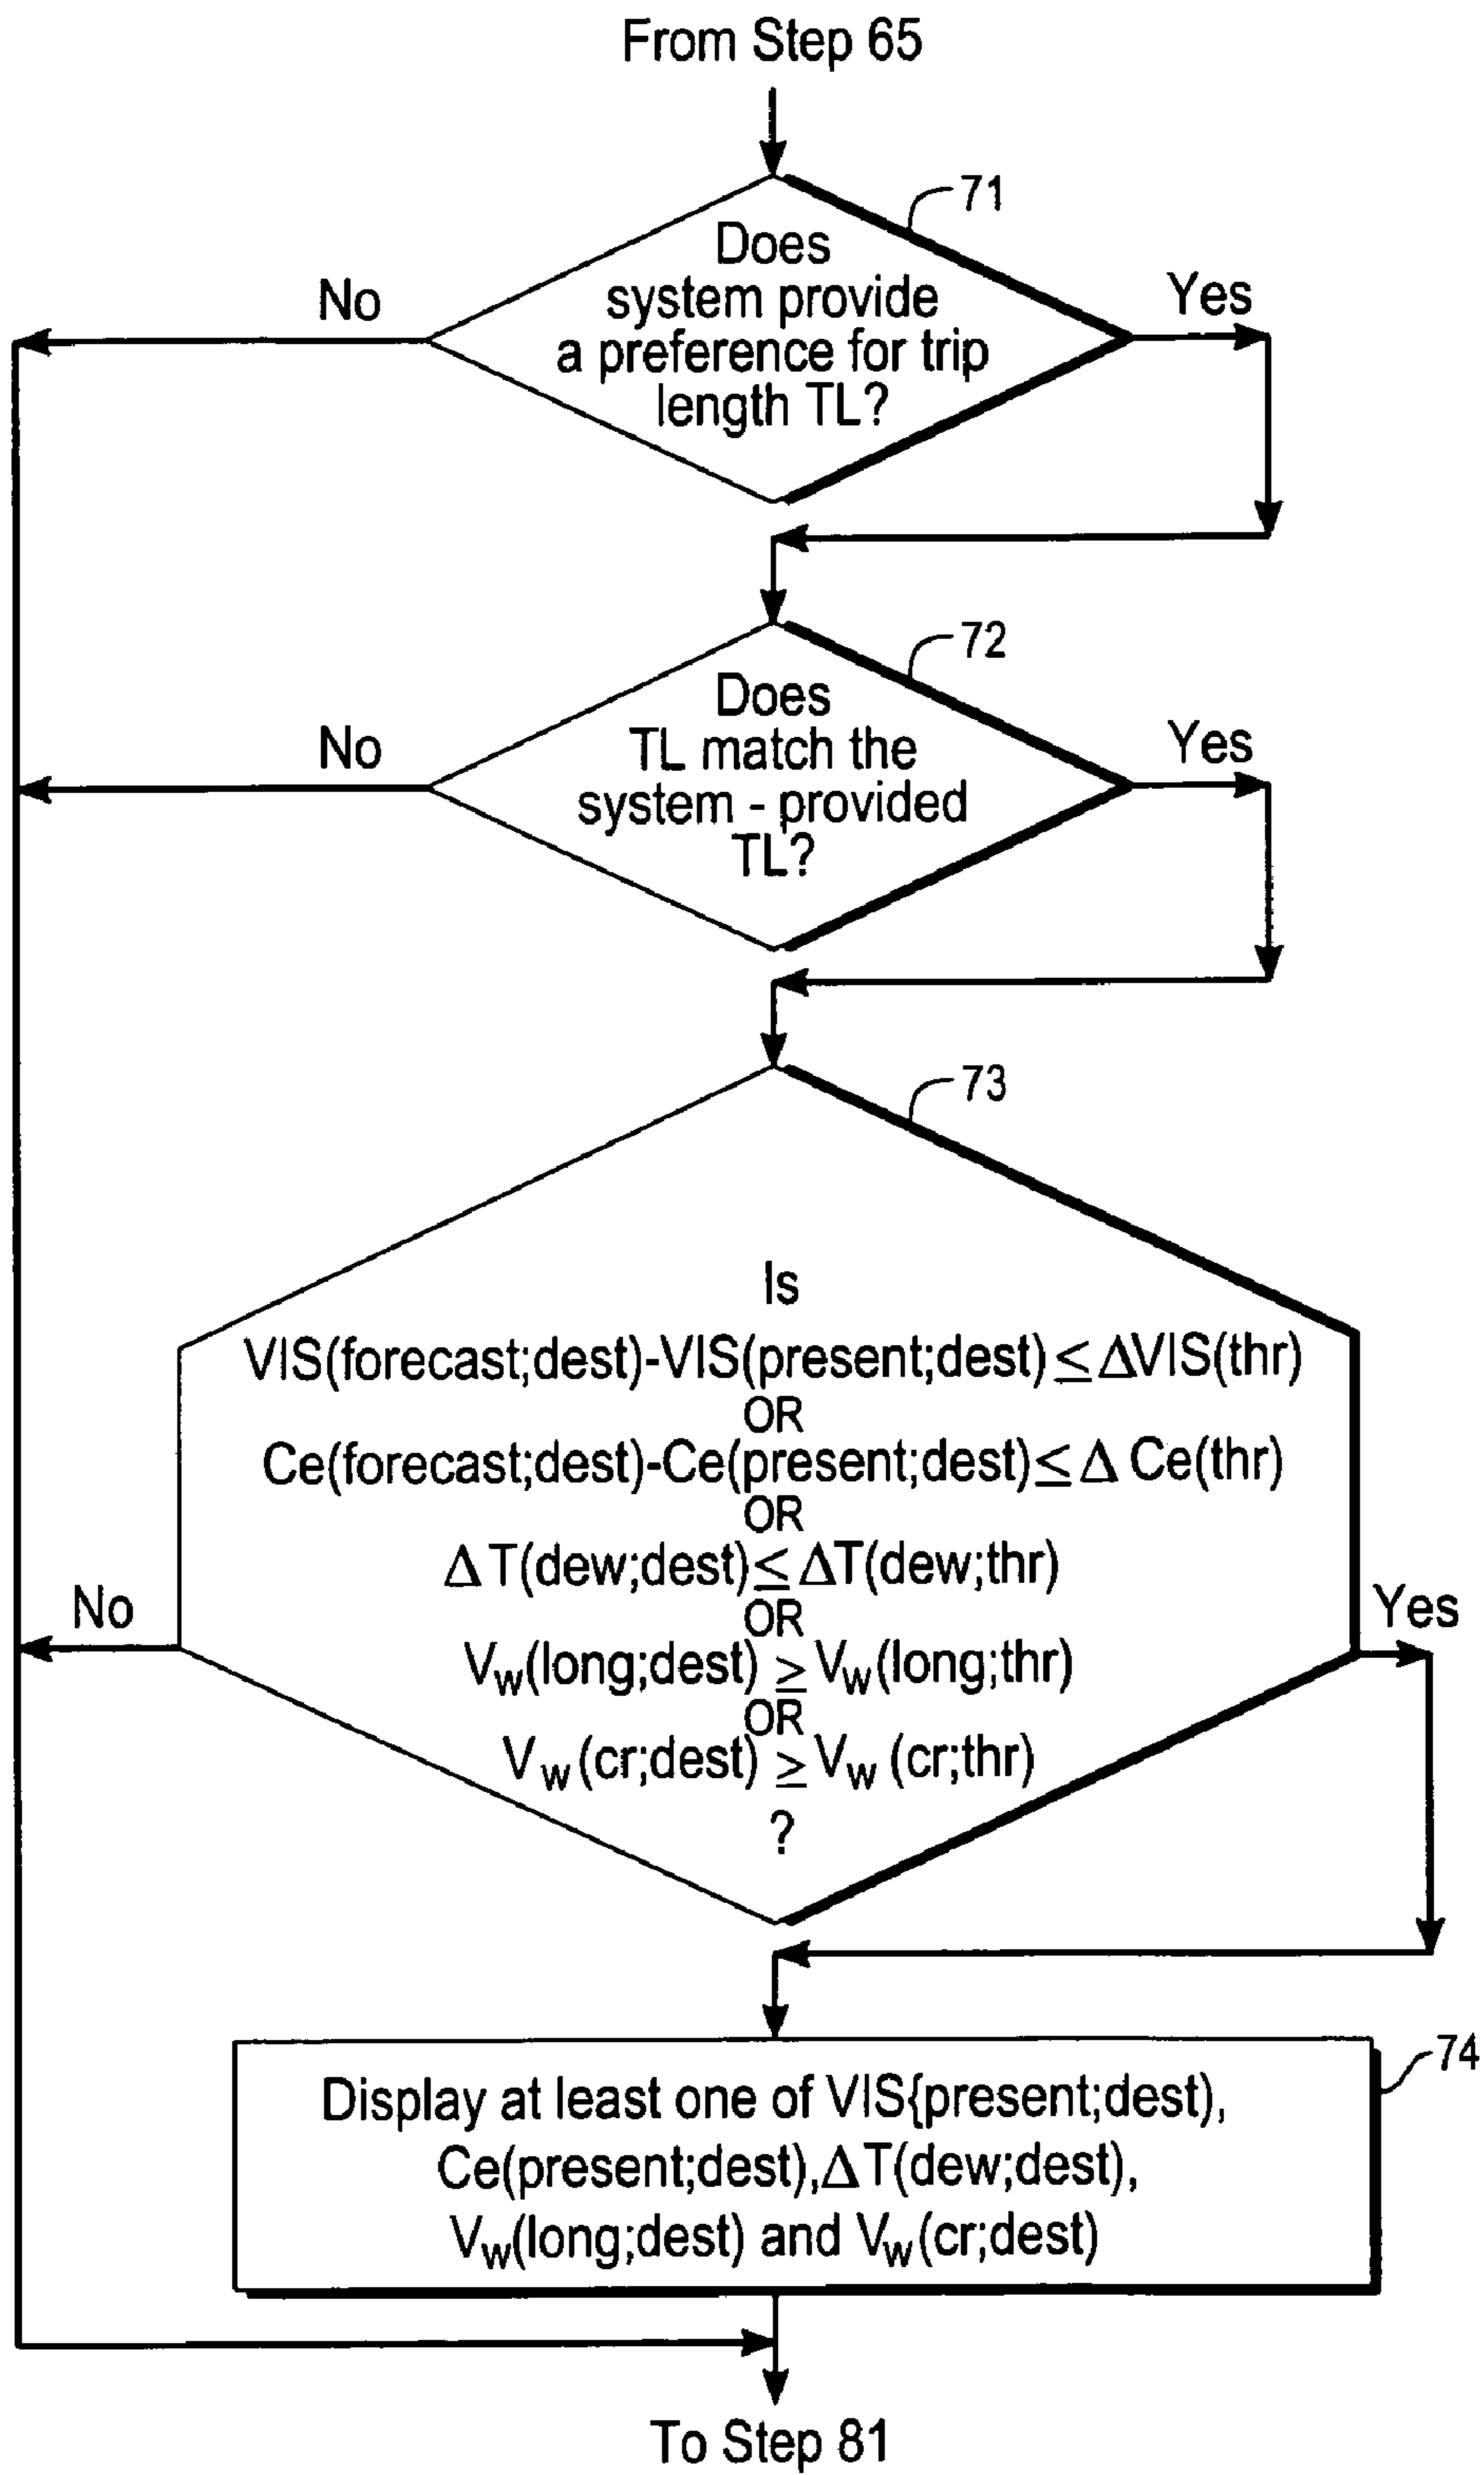 From Step 65
71
Does
system provide
a preference for trip
length TL?
No
Yes
72
Does
TL match the
system - provided
TL?
No
Yes
73
Is
VIS(forecast;dest)-VIS(present;dest)≤ΔVIS(thr)
OR
Ce(forecast;dest)-Ce(present;dest)≤Δ Ce(thr)
OR
ΔT(dew;dest)≤ΔT(dew;thr)
OR
Vw(long;dest) ≥ Vw(long;thr)
OR
Vw(cr;dest) ≥ Vw(cr;thr)
?
No
Yes
74
Display at least one of VIS{present;dest),
Ce(present;dest),ΔT(dew;dest),
Vw(long;dest) and Vw(cr;dest)
To Step 81